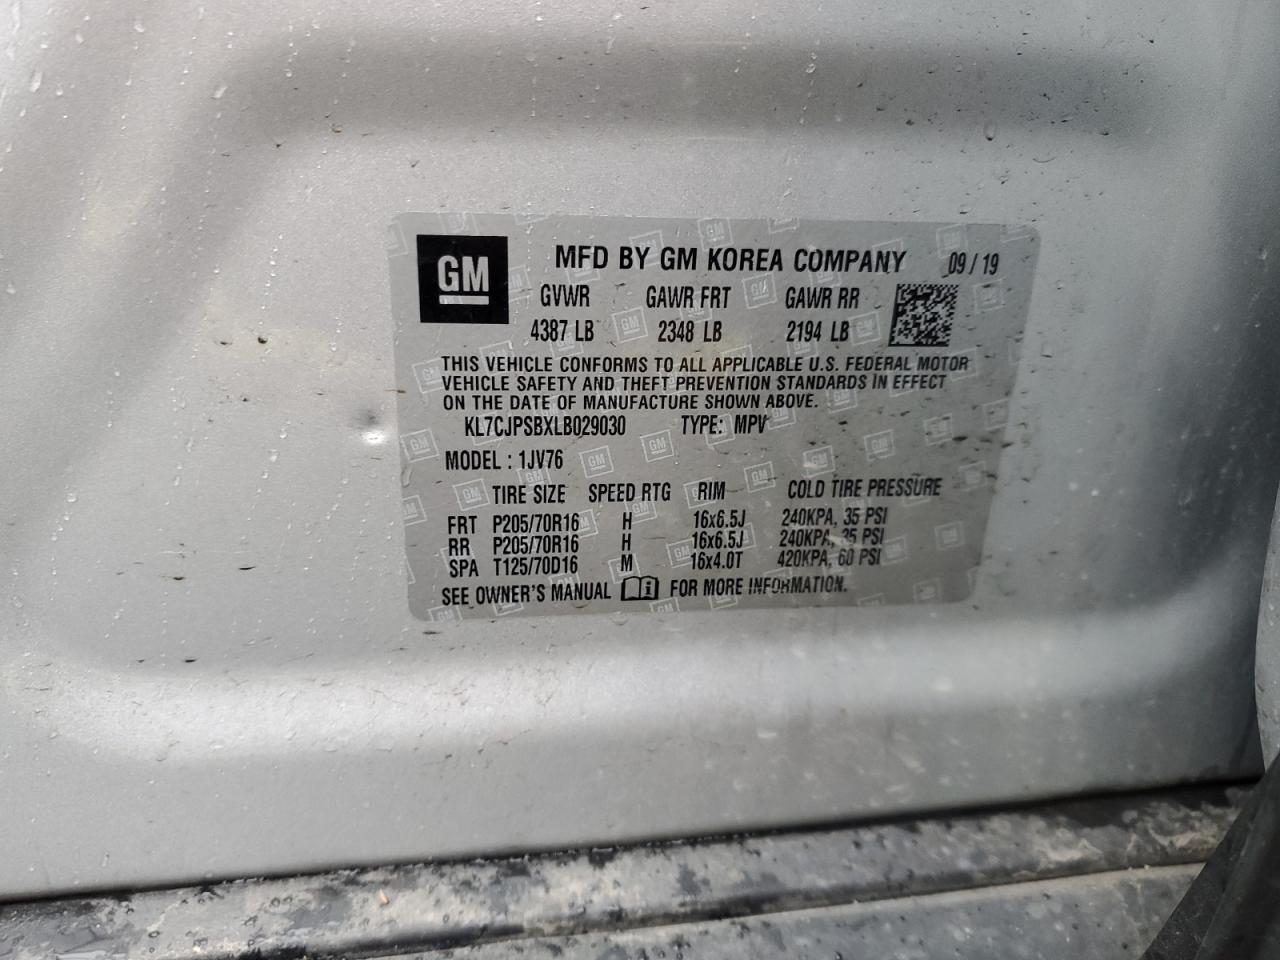 GM MFD BY GM KOREA COMPANY 09 / 19
GVWR GAWR FRT GAWR RR
4387 LB 2348 LB 2194 LB
THIS VEHICLE CONFORMS TO ALL APPLICABLE U.S. FEDERAL MOTOR
VEHICLE SAFETY AND THEFT PREVENTION STANDARDS IN EFFECT
ON THE DATE OF MANUFACTURE SHOWN ABOVE.
KL7CJPSBXLB029030 TYPE: MPV
MODEL : 1JV76
TIRE SIZE SPEED RTG RIM COLD TIRE PRESSURE
FRT P205/70R16 H 16x6.5J 240KPA, 35 PSI
RR P205/70R16 H 16x6.5J 240KPA, 35 PSI
SPA T125/70D16 M 16x4.0T 420KPA, 60 PSI
SEE OWNER'S MANUAL FOR MORE INFORMATION.